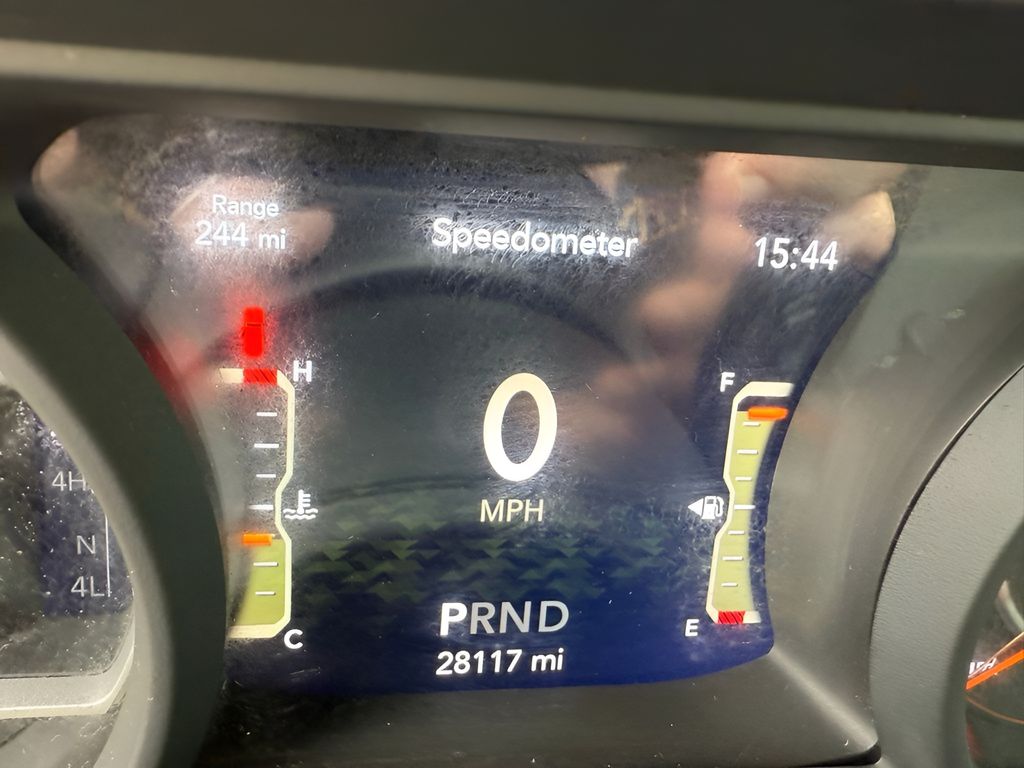 Range
244 mi
Speedometer
15:44
H
F
0
MPH
4H
N
4L
PRND
E
C
28117 mi